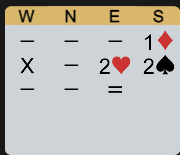 W N E S
– – – 1♦
X – 2♥ 2♠
– – =